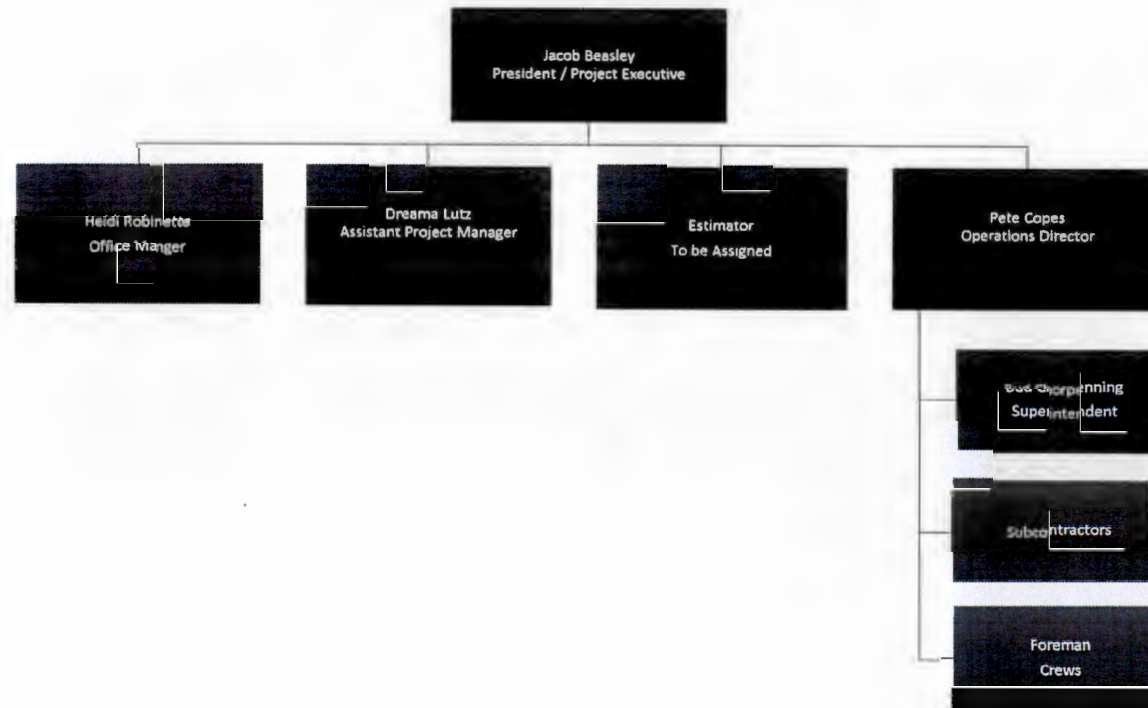 Jacob Beasley
President / Project Executive
Heidi Robinette
Office Manger
Dreama Lutz
Assistant Project Manager
Estimator
To be Assigned
Pete Copes
Operations Director
Superintendent
Subcontractors
Foreman
Crews